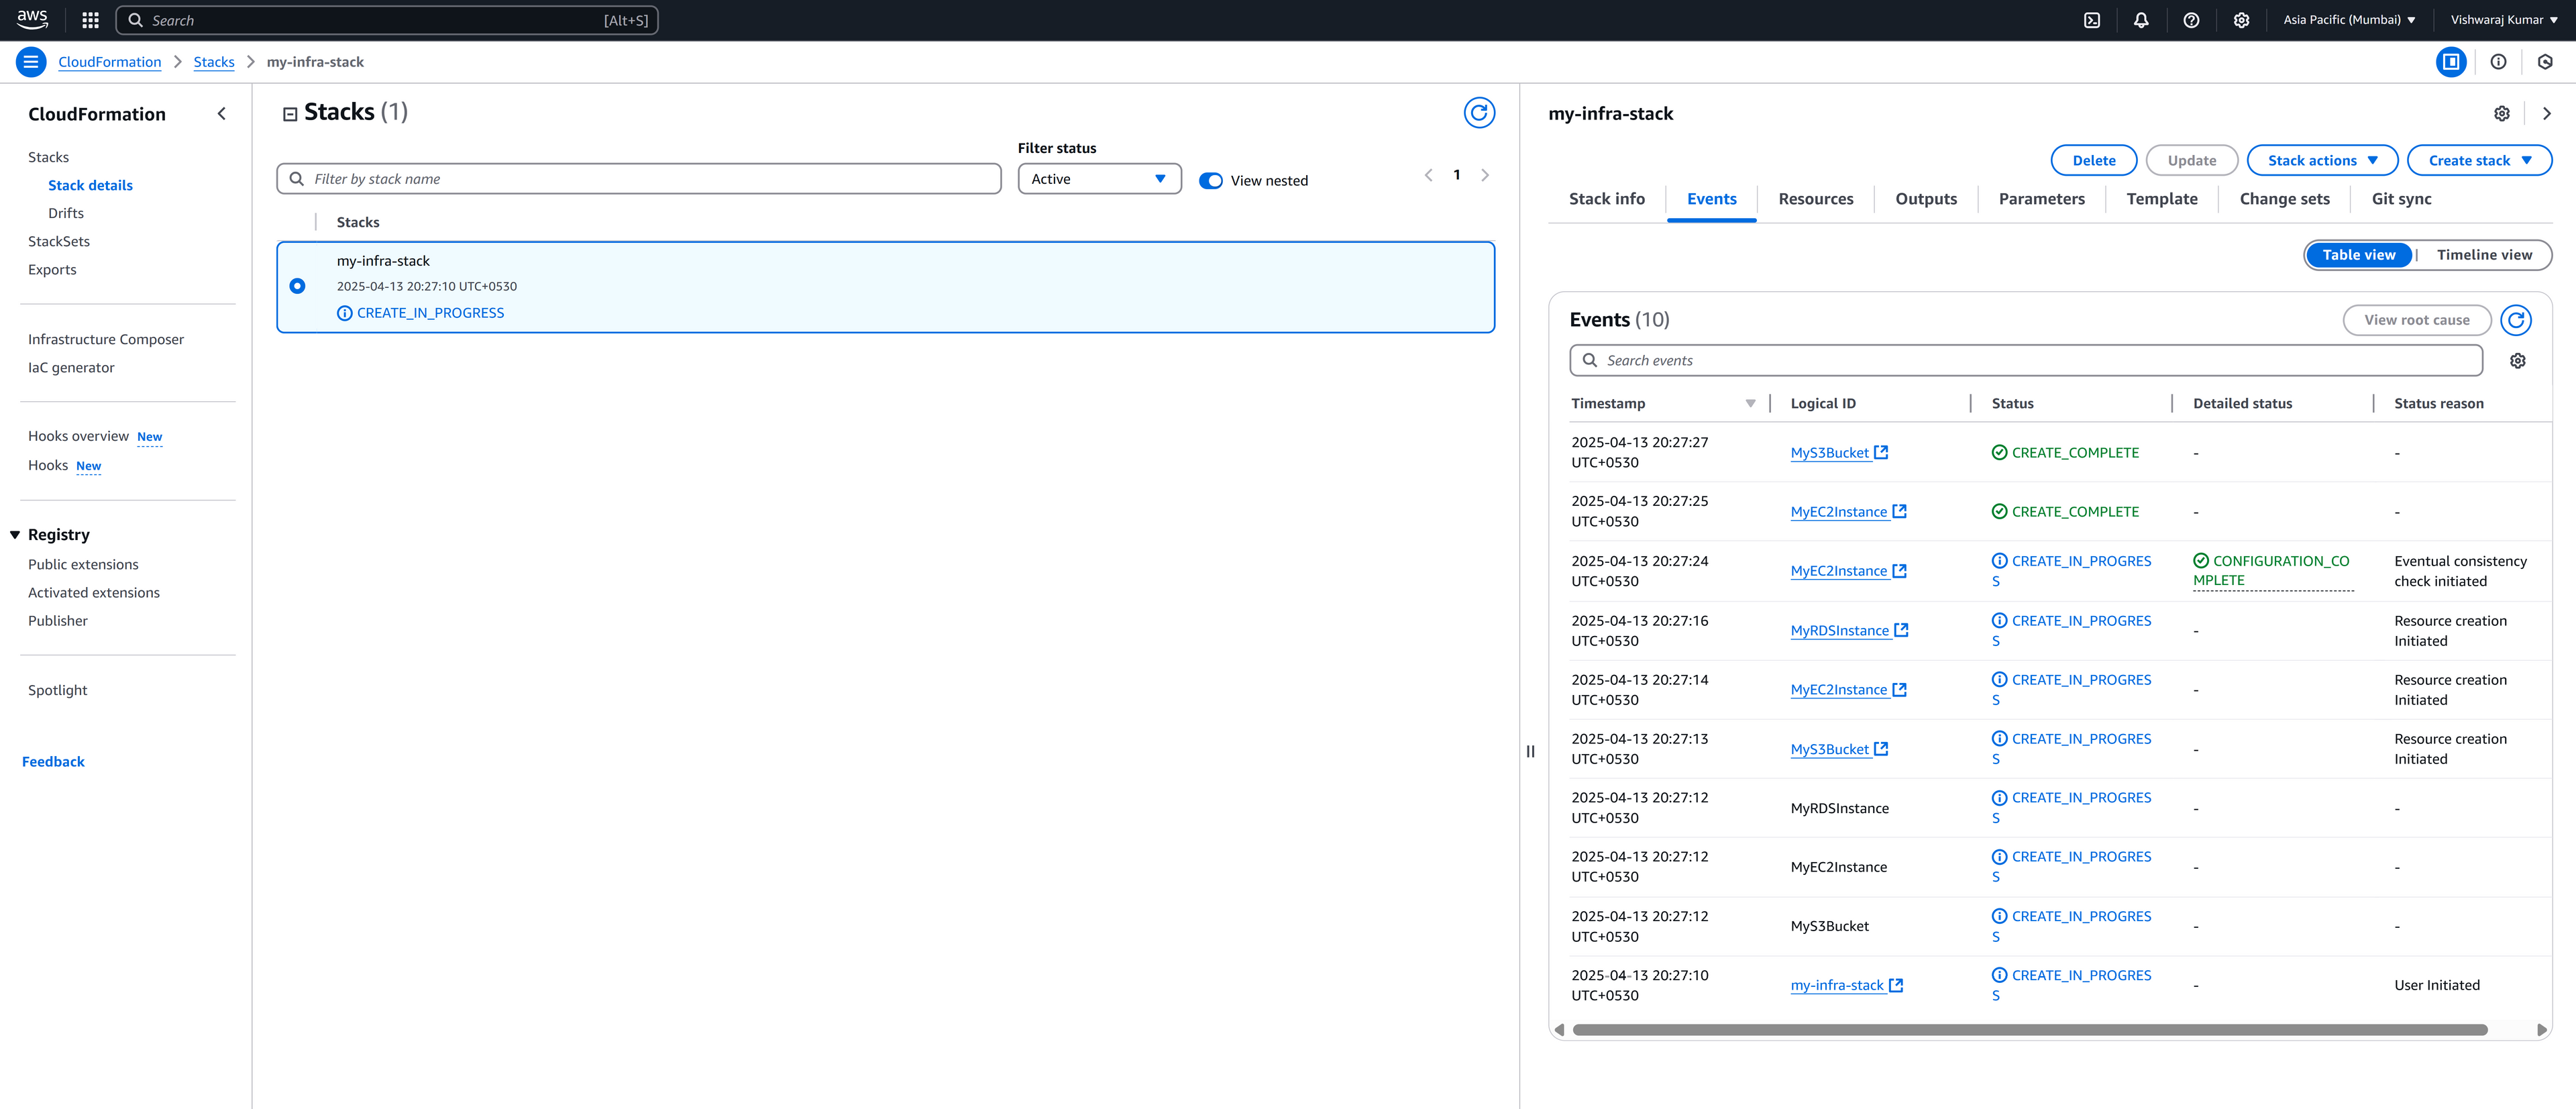 aws
Search
[Alt+S]
Asia Pacific (Mumbai)
Vishwaraj Kumar
CloudFormation
Stacks
my-infra-stack
CloudFormation
Stacks
Stack details
Drifts
StackSets
Exports
Infrastructure Composer
IaC generator
Hooks overview New
Hooks New
Registry
Public extensions
Activated extensions
Publisher
Spotlight
Feedback
Stacks (1)
Filter status
Filter by stack name
Active
View nested
1
Stacks
my-infra-stack
2025-04-13 20:27:10 UTC+0530
CREATE_IN_PROGRESS
my-infra-stack
Delete
Update
Stack actions
Create stack
Stack info
Events
Resources
Outputs
Parameters
Template
Change sets
Git sync
Table view
Timeline view
Events (10)
View root cause
Search events
Timestamp
Logical ID
Status
Detailed status
Status reason
2025-04-13 20:27:27
UTC+0530
MyS3Bucket
CREATE_COMPLETE
-
-
2025-04-13 20:27:25
UTC+0530
MyEC2Instance
CREATE_COMPLETE
-
-
2025-04-13 20:27:24
UTC+0530
MyEC2Instance
CREATE_IN_PROGRES
S
CONFIGURATION_CO
MPLETE
Eventual consistency
check initiated
2025-04-13 20:27:16
UTC+0530
MyRDSInstance
CREATE_IN_PROGRES
S
-
Resource creation
Initiated
2025-04-13 20:27:14
UTC+0530
MyEC2Instance
CREATE_IN_PROGRES
S
-
Resource creation
Initiated
2025-04-13 20:27:13
UTC+0530
MyS3Bucket
CREATE_IN_PROGRES
S
-
Resource creation
Initiated
2025-04-13 20:27:12
UTC+0530
MyRDSInstance
CREATE_IN_PROGRES
S
-
-
2025-04-13 20:27:12
UTC+0530
MyEC2Instance
CREATE_IN_PROGRES
S
-
-
2025-04-13 20:27:12
UTC+0530
MyS3Bucket
CREATE_IN_PROGRES
S
-
-
2025-04-13 20:27:10
UTC+0530
my-infra-stack
CREATE_IN_PROGRES
S
-
User Initiated